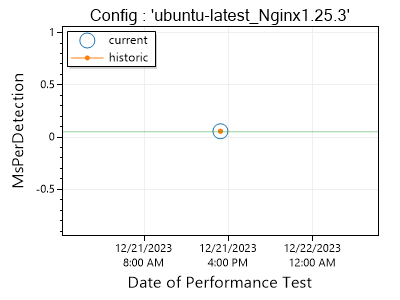 Config : 'ubuntu-latest_Nginx1.25.3'
current
historic
MsPerDetection
1
0.5
0
-0.5
12/21/2023
8:00 AM
12/21/2023
4:00 PM
12/22/2023
12:00 AM
Date of Performance Test